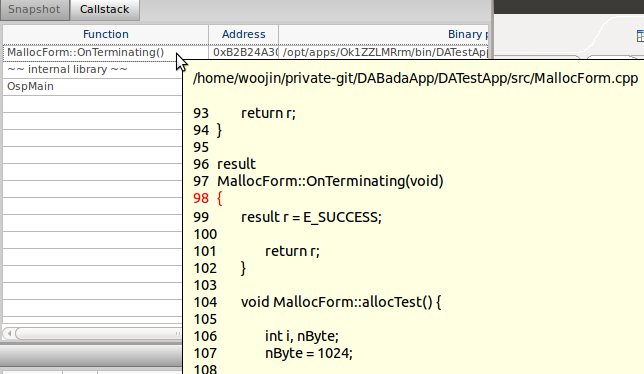 Snapshot Callstack
Function Address Binary p
MallocForm::OnTerminating() 0xB2B24A30 /opt/apps/Ok1ZZLMRrm/bin/DATestApp
~~ internal library ~~
OspMain
/home/woojin/private-git/DABadaApp/DATestApp/src/MallocForm.cpp
93 return r;
94 }
95
96 result
97 MallocForm::OnTerminating(void)
98 {
99 result r = E_SUCCESS;
100
101 return r;
102 }
103
104 void MallocForm::allocTest() {
105
106 int i, nByte;
107 nByte = 1024;
108